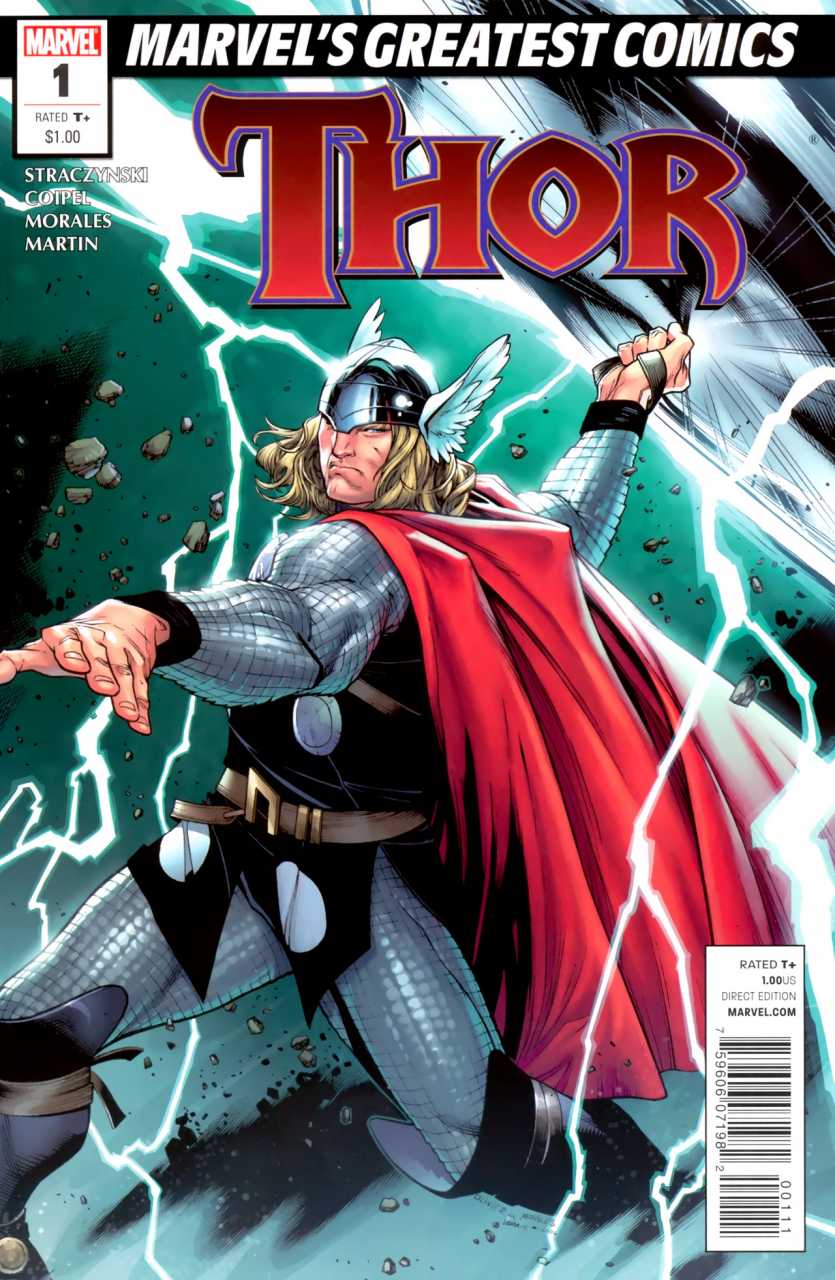 MARVEL
MARVEL'S GREATEST COMICS
1
RATED T+
$1.00
THOR
®
STRACZYNSKI
COIPEL
MORALES
MARTIN
RATED T+
1.00US
DIRECT EDITION
MARVEL.COM
7 59606 07198 2
00111